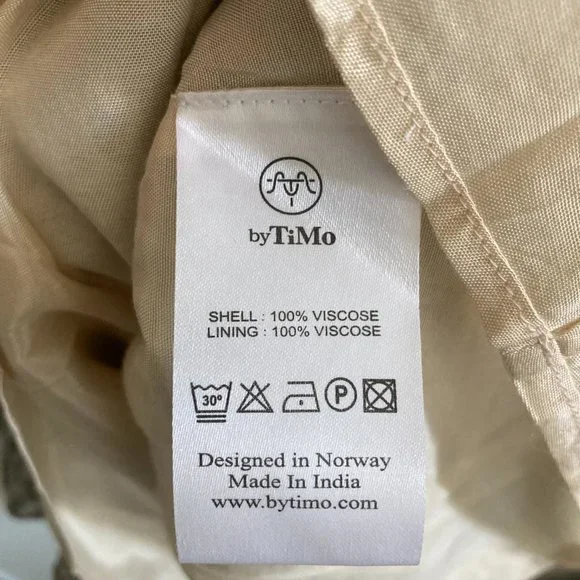 byTiMo
SHELL : 100% VISCOSE
LINING : 100% VISCOSE
30° P
Designed in Norway
Made In India
www.bytimo.com